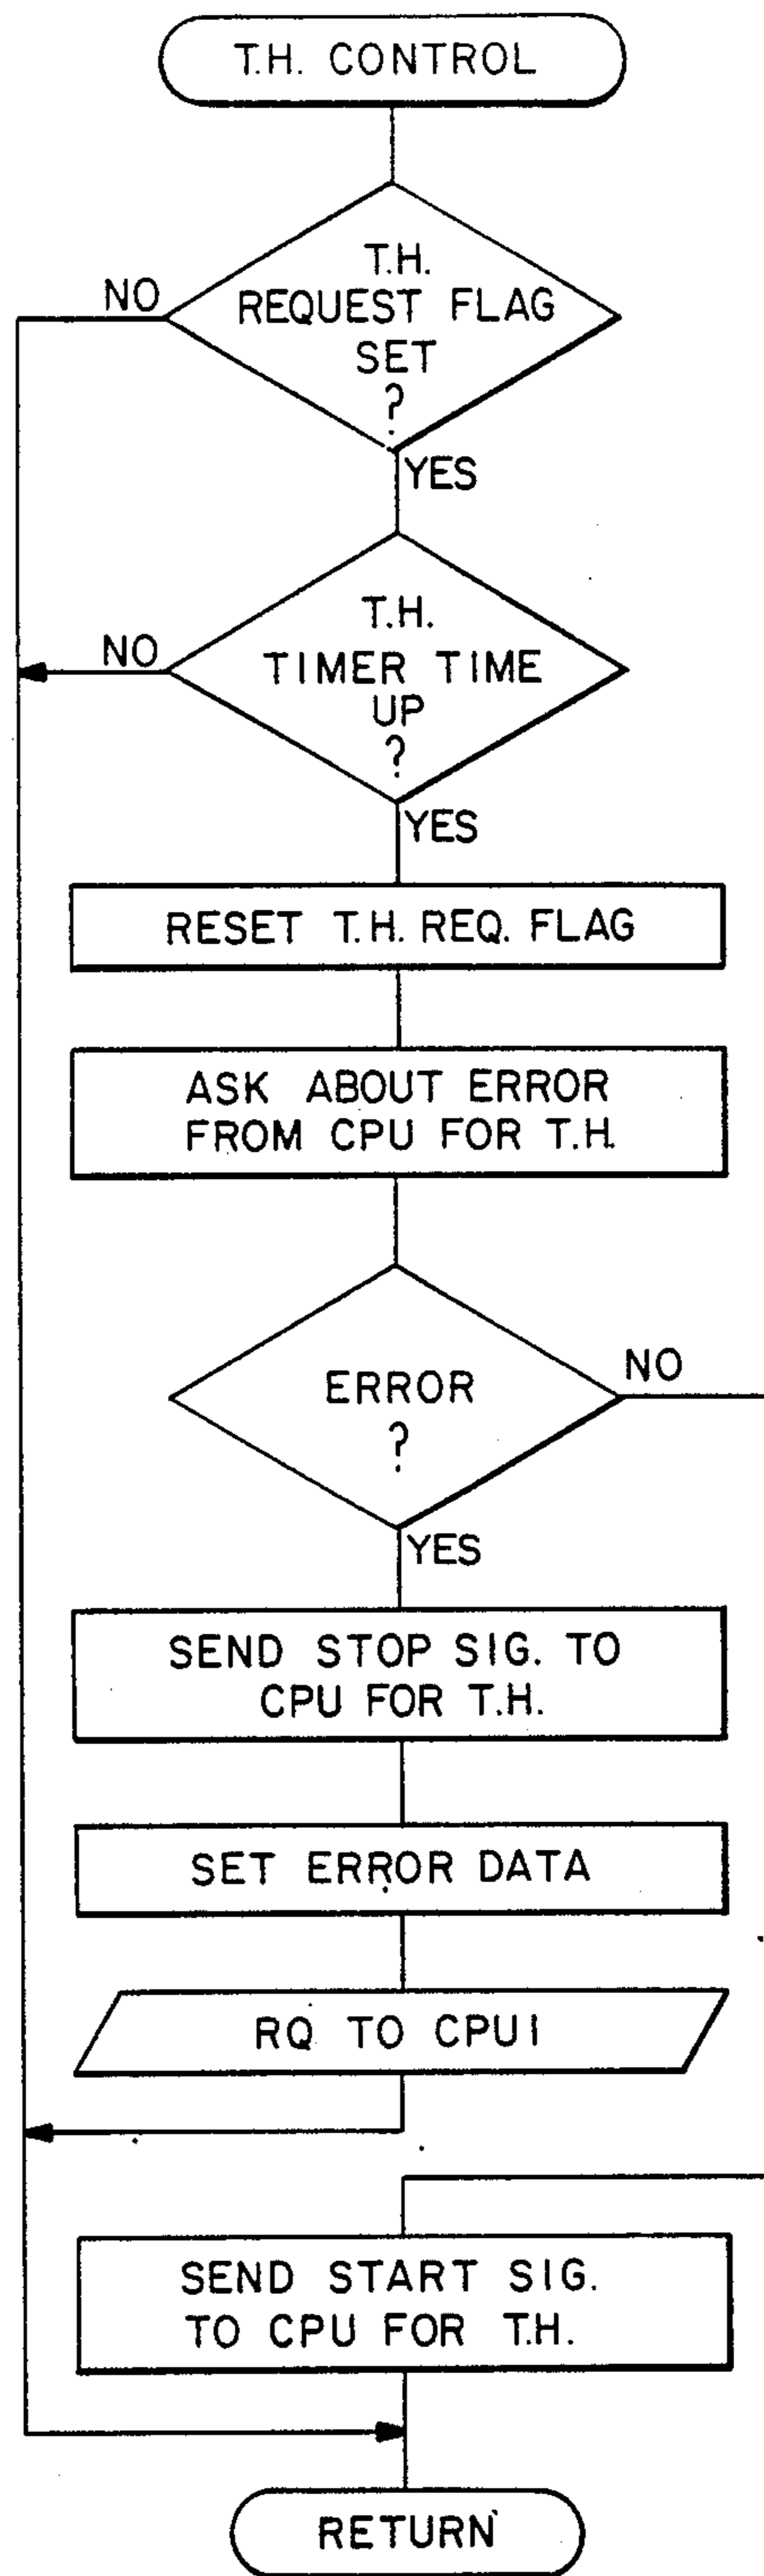 T.H. CONTROL
T.H.
REQUEST FLAG
SET
?
NO
YES
T.H.
TIMER TIME
UP
?
NO
YES
RESET T.H. REQ. FLAG
ASK ABOUT ERROR
FROM CPU FOR T.H.
ERROR
?
NO
YES
SEND STOP SIG. TO
CPU FOR T.H.
SET ERROR DATA
RQ TO CPU1
SEND START SIG.
TO CPU FOR T.H.
RETURN